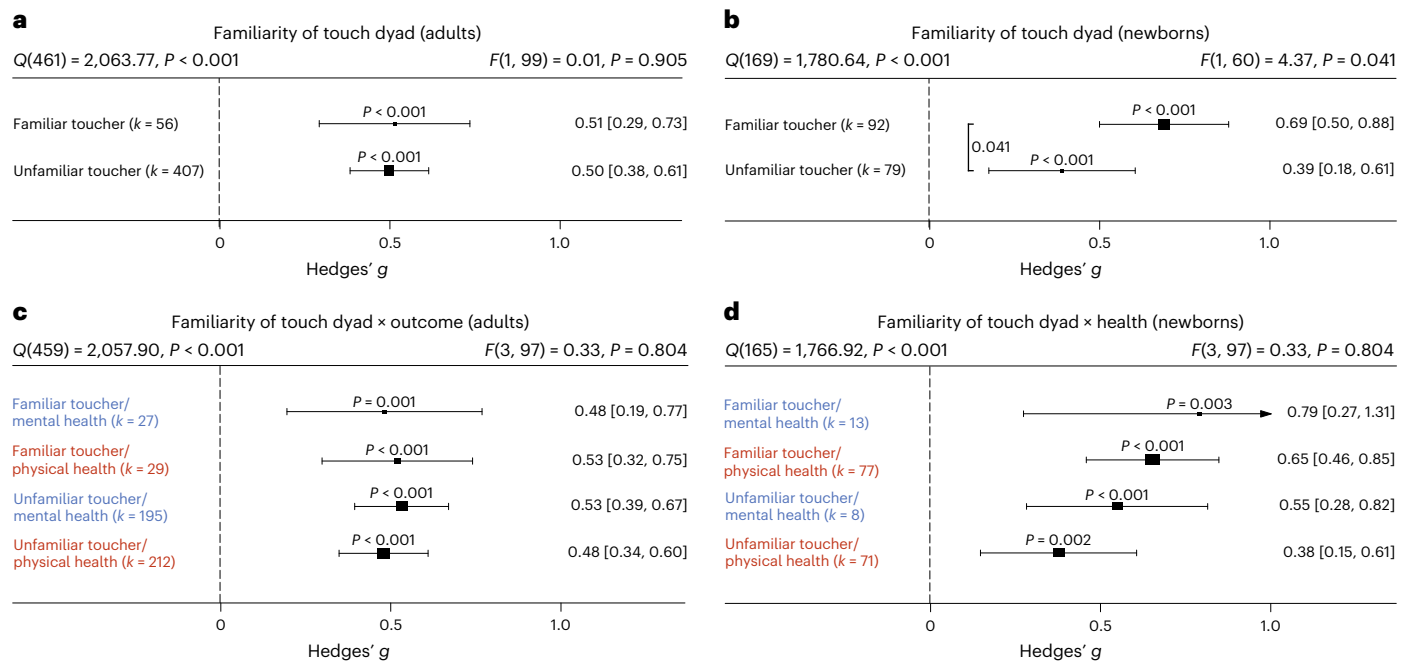 a
Familiarity of touch dyad (adults)
Q(461) = 2,063.77, P < 0.001
F(1, 99) = 0.01, P = 0.905
P < 0.001
Familiar toucher (k = 56)
0.51 [0.29, 0.73]
P < 0.001
Unfamiliar toucher (k = 407)
0.50 [0.38, 0.61]
0 0.5 1.0
Hedges’ g
b
Familiarity of touch dyad (newborns)
Q(169) = 1,780.64, P < 0.001
F(1, 60) = 4.37, P = 0.041
P < 0.001
Familiar toucher (k = 92)
0.69 [0.50, 0.88]
0.041
P < 0.001
Unfamiliar toucher (k = 79)
0.39 [0.18, 0.61]
0 0.5 1.0
Hedges’ g
c
Familiarity of touch dyad × outcome (adults)
Q(459) = 2,057.90, P < 0.001
F(3, 97) = 0.33, P = 0.804
Familiar toucher/
mental health (k = 27)
P = 0.001
0.48 [0.19, 0.77]
Familiar toucher/
physical health (k = 29)
P < 0.001
0.53 [0.32, 0.75]
Unfamiliar toucher/
mental health (k = 195)
P < 0.001
0.53 [0.39, 0.67]
Unfamiliar toucher/
physical health (k = 212)
P < 0.001
0.48 [0.34, 0.60]
0 0.5 1.0
Hedges’ g
d
Familiarity of touch dyad × health (newborns)
Q(165) = 1,766.92, P < 0.001
F(3, 97) = 0.33, P = 0.804
Familiar toucher/
mental health (k = 13)
P = 0.003
0.79 [0.27, 1.31]
Familiar toucher/
physical health (k = 77)
P < 0.001
0.65 [0.46, 0.85]
Unfamiliar toucher/
mental health (k = 8)
P < 0.001
0.55 [0.28, 0.82]
Unfamiliar toucher/
physical health (k = 71)
P = 0.002
0.38 [0.15, 0.61]
0 0.5 1.0
Hedges’ g